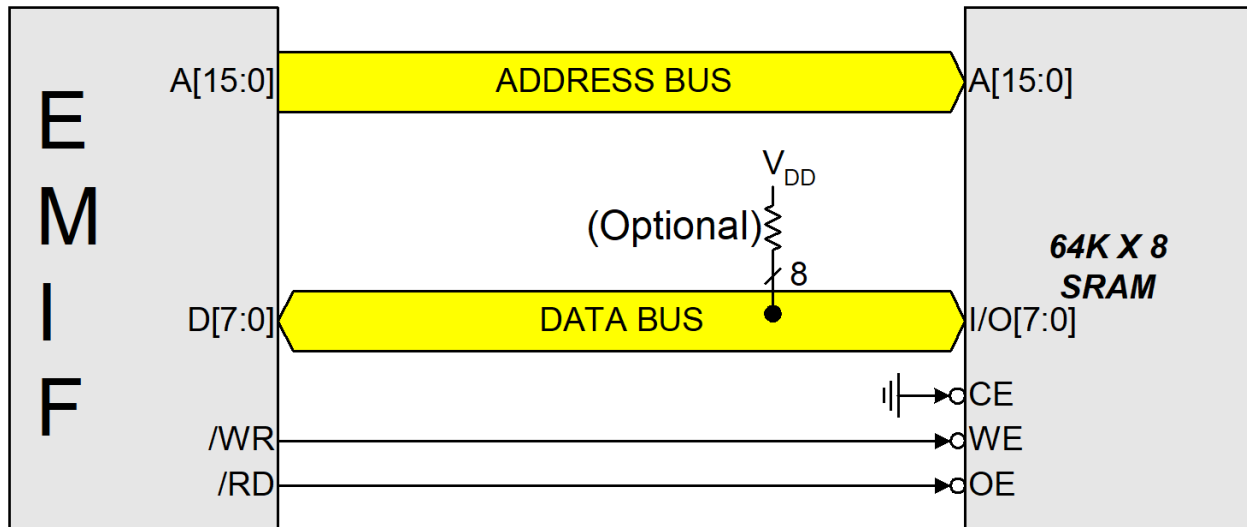 EMIF
A[15:0]
ADDRESS BUS
A[15:0]
VDD
(Optional)
8
64K X 8
SRAM
D[7:0]
DATA BUS
I/O[7:0]
CE
/WR
WE
/RD
OE